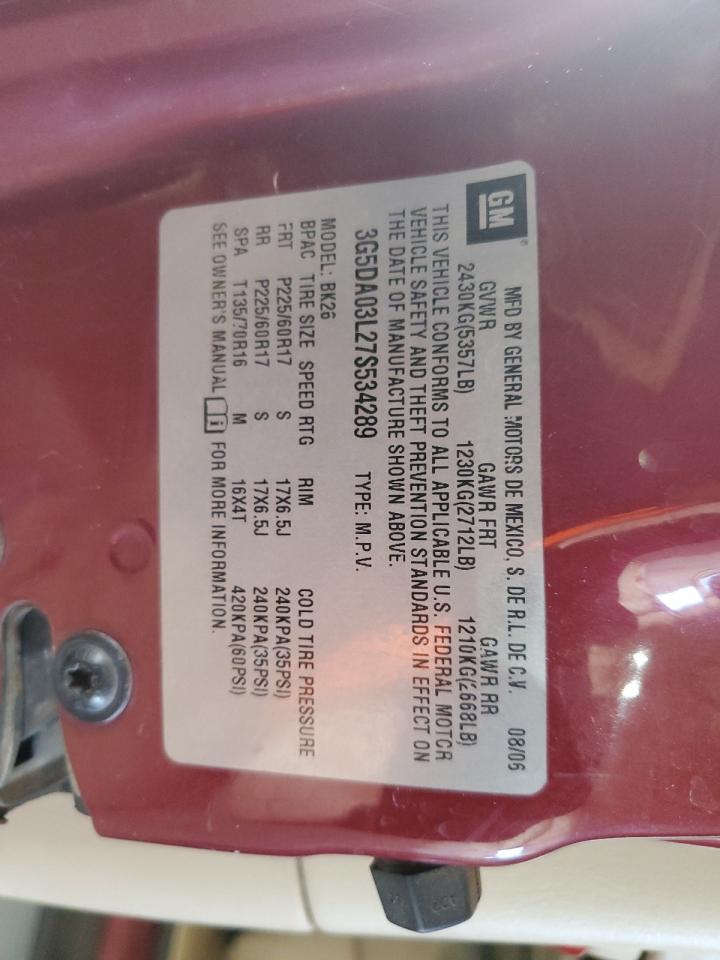 GM
MFD BY GENERAL MOTORS DE MEXICO, S. DE R.L. DE C.V. 08/06
GVWR GAWR FRT GAWR RR
2430KG(5357LB) 1230KG(2712LB) 1210KG(2668LB)
THIS VEHICLE CONFORMS TO ALL APPLICABLE U.S. FEDERAL MOTOR
VEHICLE SAFETY AND THEFT PREVENTION STANDARDS IN EFFECT ON
THE DATE OF MANUFACTURE SHOWN ABOVE.
3G5DA03L27S534289 TYPE: M.P.V.
MODEL: BK26
BPAC TIRE SIZE SPEED RTG RIM COLD TIRE PRESSURE
FRT P225/60R17 S 17X6.5J 240KPA(35PSI)
RR P225/60R17 S 17X6.5J 240KPA(35PSI)
SPA T135/70R16 M 16X4T 420KPA(60PSI)
SEE OWNER'S MANUAL FOR MORE INFORMATION.